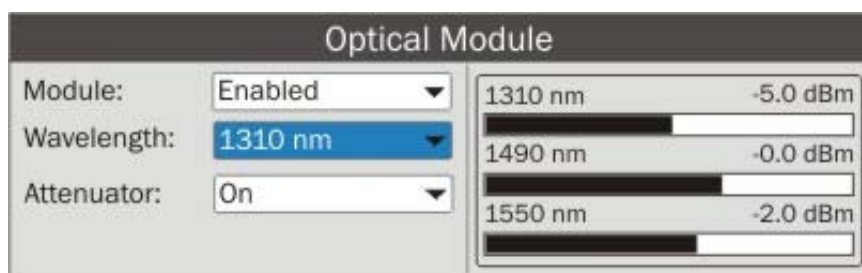 Optical Module
Module: Enabled
Wavelength: 1310 nm
Attenuator: On
1310 nm -5.0 dBm
1490 nm -0.0 dBm
1550 nm -2.0 dBm